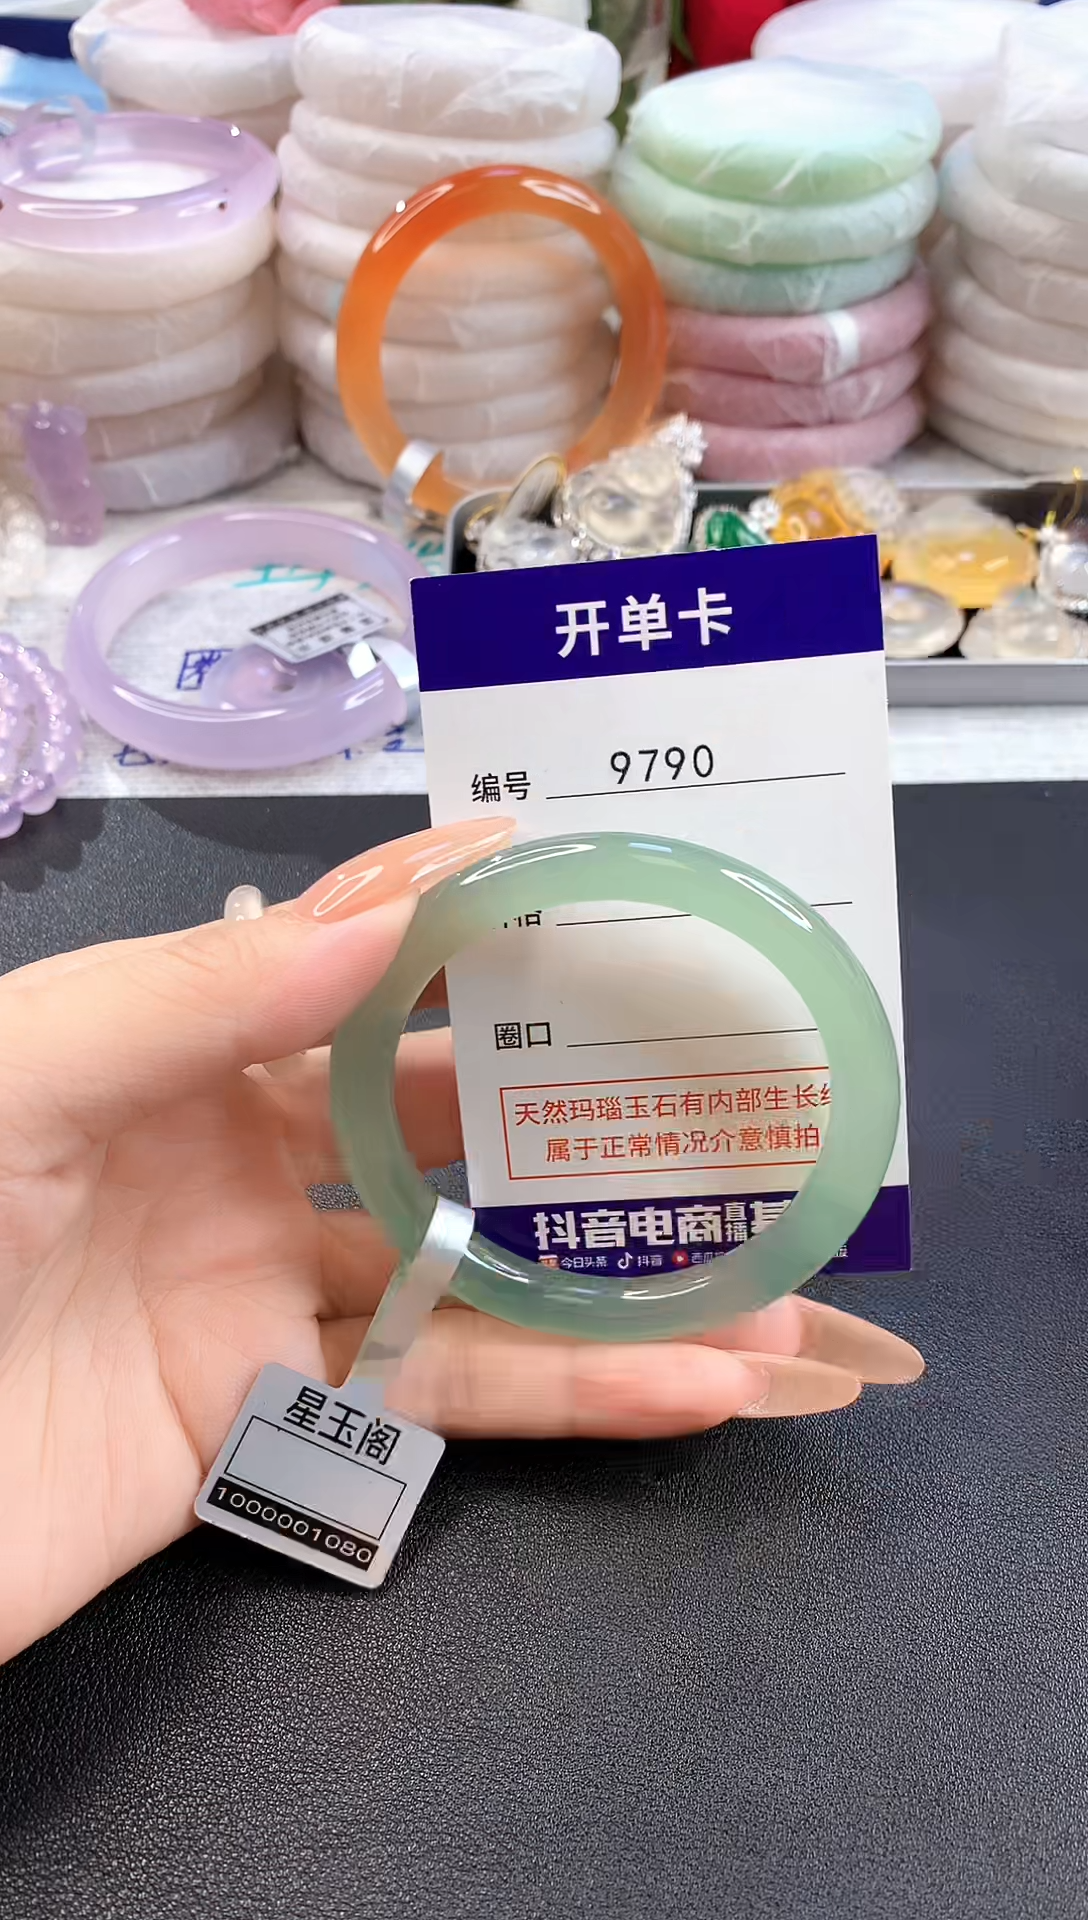 开单卡
编号 9790
圈口
天然玛瑙玉石有内部生长
属于正常情况介意慎拍
抖音电商直播
今日头条 抖音
星玉阁
1000001080